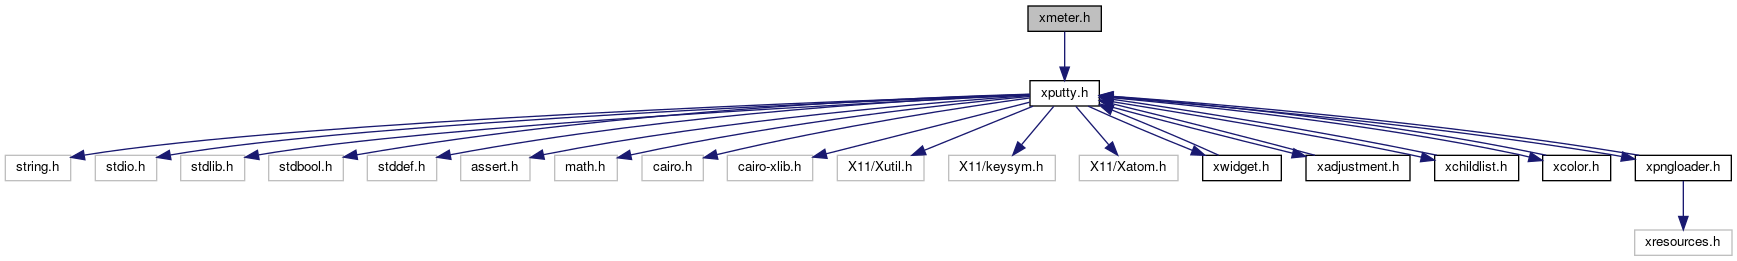 xmeter.h
xputty.h
string.h
stdio.h
stdlib.h
stdbool.h
stddef.h
assert.h
math.h
cairo.h
cairo-xlib.h
X11/Xutil.h
X11/keysym.h
X11/Xatom.h
xwidget.h
xadjustment.h
xchildlist.h
xcolor.h
xpngloader.h
xresources.h